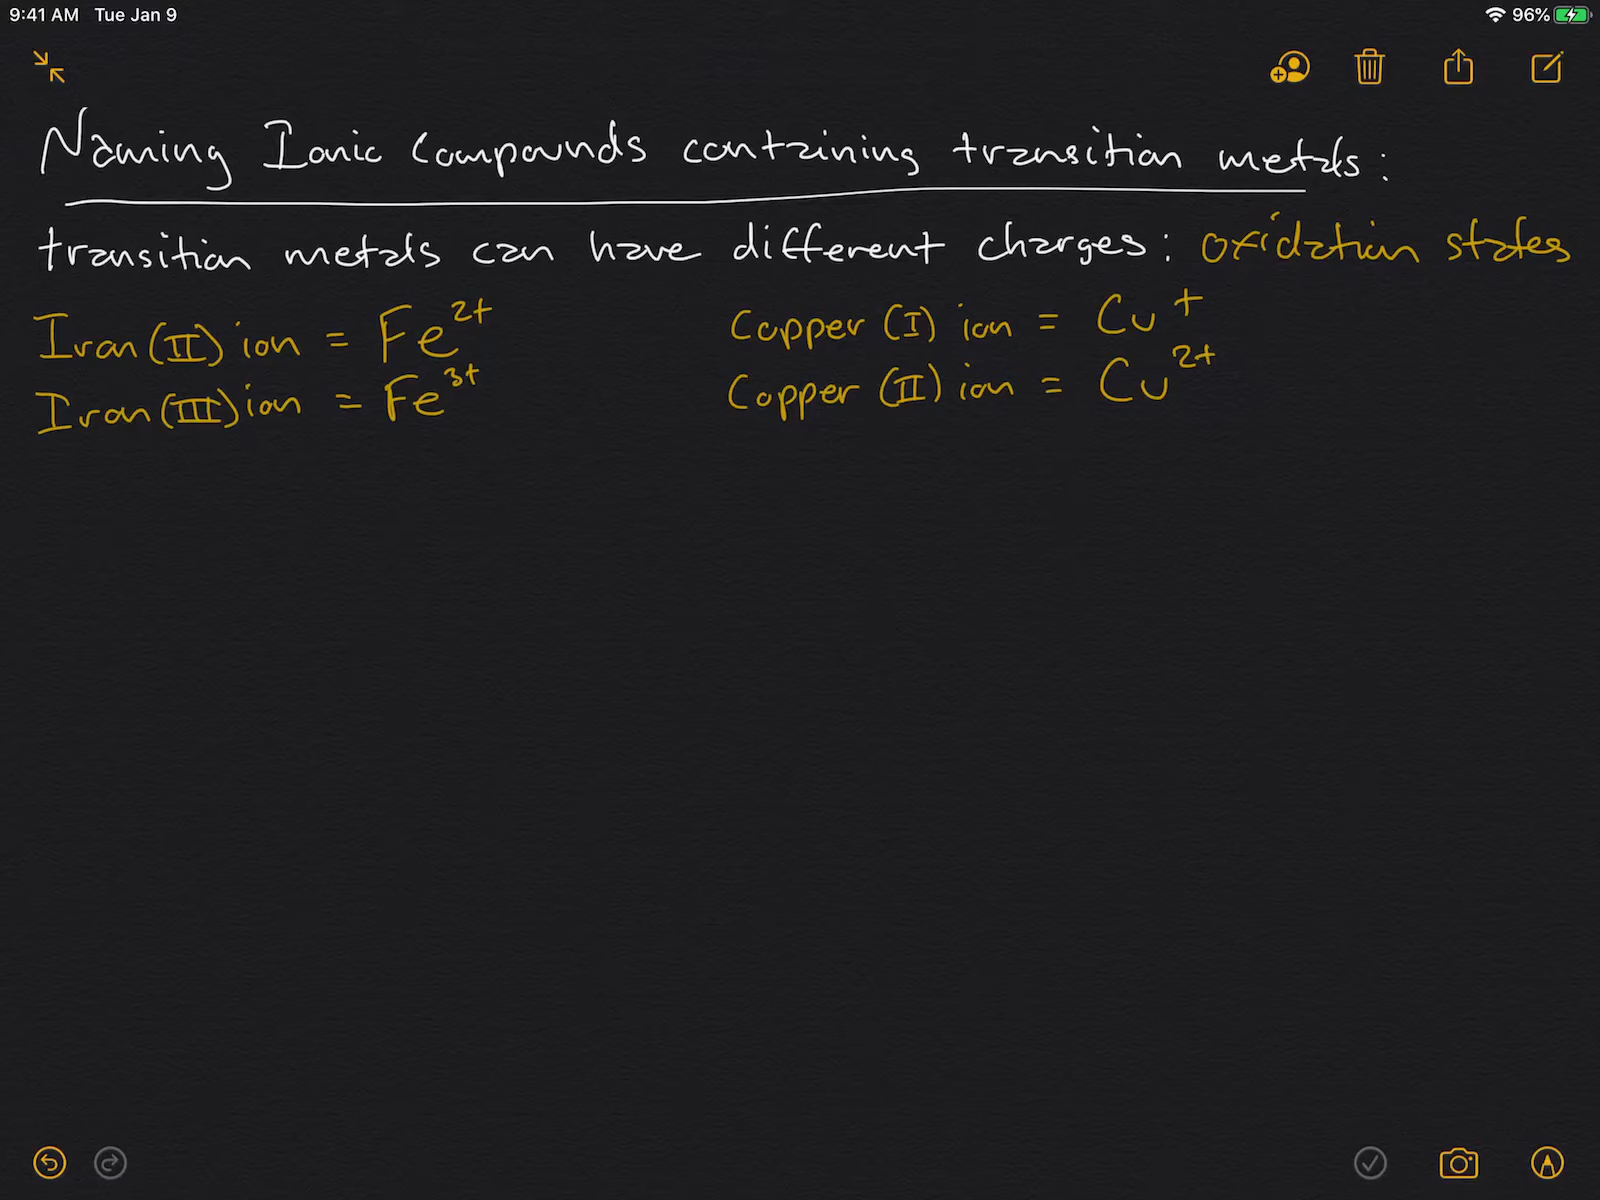 9:41 AM Tue Jan 9 96%
Naming Ionic Compounds containing transition metals:
transition metals can have different charges: oxidation states
Iron (II) ion = Fe²⁺ Copper (I) ion = Cu⁺
Iron (III) ion = Fe³⁺ Copper (II) ion = Cu²⁺